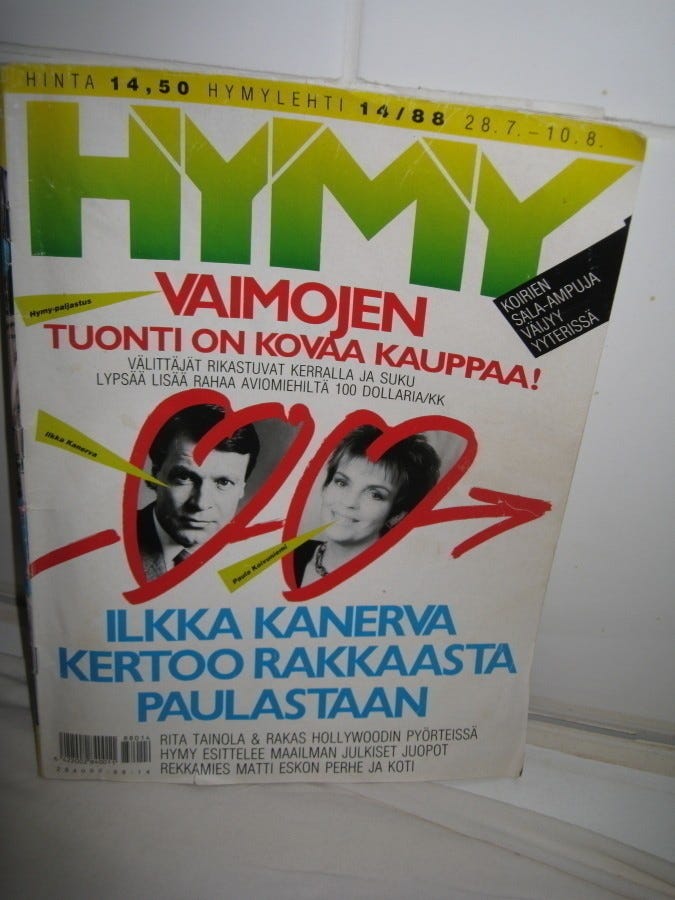 HINTA 14,50 HYMYLEHTI 14/88 28.7.–10.8.
HYMY
KOIRIEN
SALA-AMPUJA
VÄIJYY
YYTERISSÄ
Hymy-paljastus
VAIMOJEN
TUONTI ON KOVAA KAUPPAA!
VÄLITTÄJÄT RIKASTUVAT KERRALLA JA SUKU
LYPSÄÄ LISÄÄ RAHAA AVIOMIEHILTÄ 100 DOLLARIA/KK
Ilkka Kanerva
Paula Koivuniemi
ILKKA KANERVA
KERTOO RAKKAASTA
PAULASTAAN
88014
RITA TAINOLA & RAKAS HOLLYWOODIN PYÖRTEISSÄ
HYMY ESITTELEE MAAILMAN JULKISET JUOPOT
REKKAMIES MATTI ESKON PERHE JA KOTI